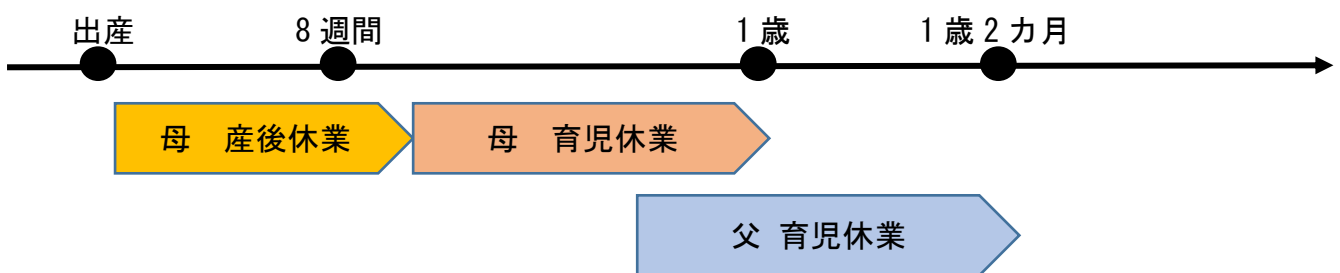 出産 8週間 1歳 1歳2カ月
母 産後休業 母 育児休業
父 育児休業